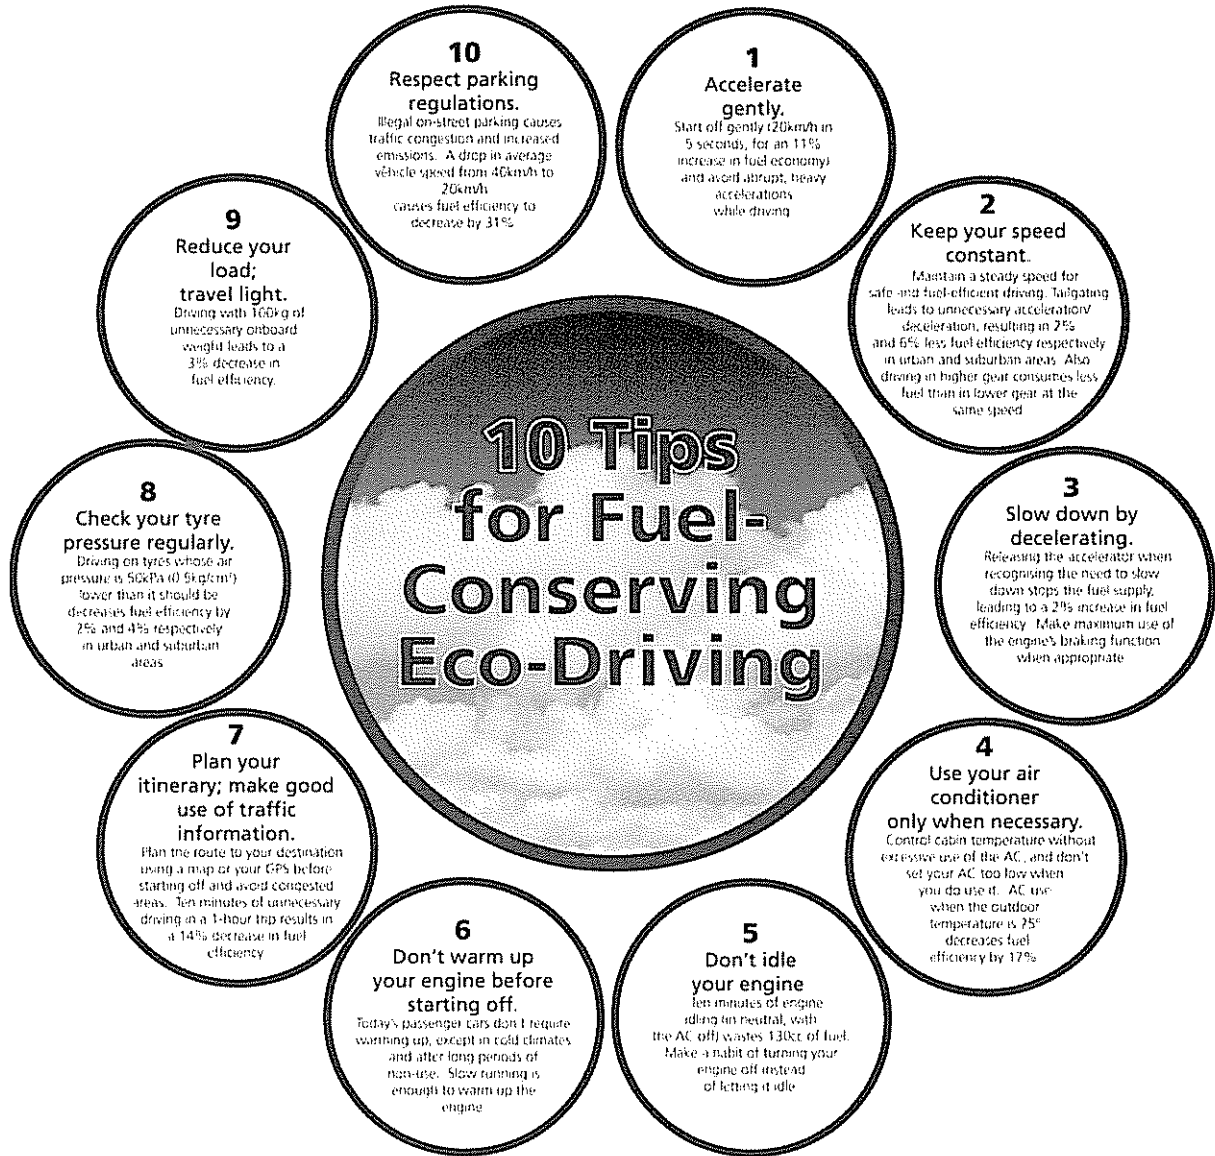 10 Tips
for Fuel-
Conserving
Eco-Driving
1
Accelerate
gently.
Start off gently (20km/h in
5 seconds, for an 11%
increase in fuel economy)
and avoid abrupt, heavy
accelerations
while driving
2
Keep your speed
constant.
Maintain a steady speed for
safe and fuel-efficient driving. Tailgating
leads to unnecessary acceleration/
deceleration, resulting in 2%
and 6% less fuel efficiency respectively
in urban and suburban areas. Also
driving in higher gear consumes less
fuel than in lower gear at the
same speed
3
Slow down by
decelerating.
Releasing the accelerator when
recognising the need to slow
down stops the fuel supply,
leading to a 2% increase in fuel
efficiency. Make maximum use of
the engine's braking function
when appropriate
4
Use your air
conditioner
only when necessary.
Control cabin temperature without
excessive use of the AC, and don't
set your AC too low when
you do use it. AC use
when the outdoor
temperature is 25°
decreases fuel
efficiency by 12%
5
Don't idle
your engine
Ten minutes of engine
idling (in neutral, with
the AC off) wastes 130cc of fuel.
Make a habit of turning your
engine off instead
of letting it idle
6
Don't warm up
your engine before
starting off.
Today's passenger cars don't require
warming up, except in cold climates
and after long periods of
non-use. Slow running is
enough to warm up the
engine
7
Plan your
itinerary; make good
use of traffic
information.
Plan the route to your destination
using a map or your GPS before
starting off and avoid congested
areas. Ten minutes of unnecessary
driving in a 1-hour trip results in
a 14% decrease in fuel
efficiency
8
Check your tyre
pressure regularly.
Driving on tyres whose air
pressure is 50kPa (0.5kg/cm²)
lower than it should be
decreases fuel efficiency by
2% and 4% respectively
in urban and suburban
areas
9
Reduce your
load;
travel light.
Driving with 100kg of
unnecessary onboard
weight leads to a
3% decrease in
fuel efficiency.
10
Respect parking
regulations.
Illegal on-street parking causes
traffic congestion and increased
emissions. A drop in average
vehicle speed from 40km/h to
20km/h
causes fuel efficiency to
decrease by 31%